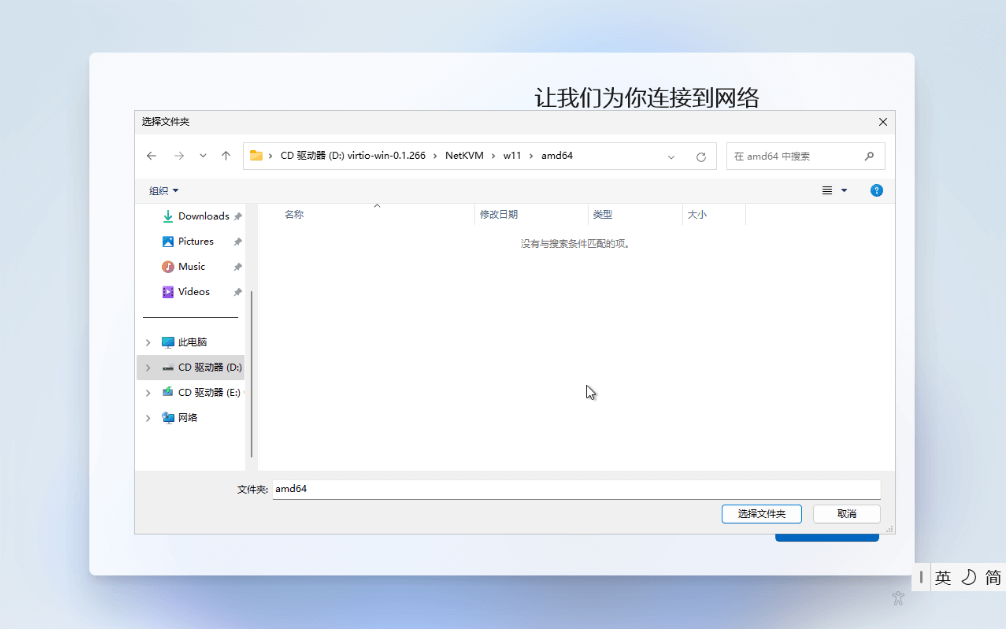 让我们为你连接到网络
选择文件夹
CD 驱动器 (D:) virtio-win-0.1.266 › NetKVM › w11 › amd64
在 amd64 中搜索
组织
名称 修改日期 类型 大小
没有与搜索条件匹配的项。
Downloads
Pictures
Music
Videos
此电脑
CD 驱动器 (D:)
CD 驱动器 (E:)
网络
文件夹: amd64
选择文件夹 取消
英 简